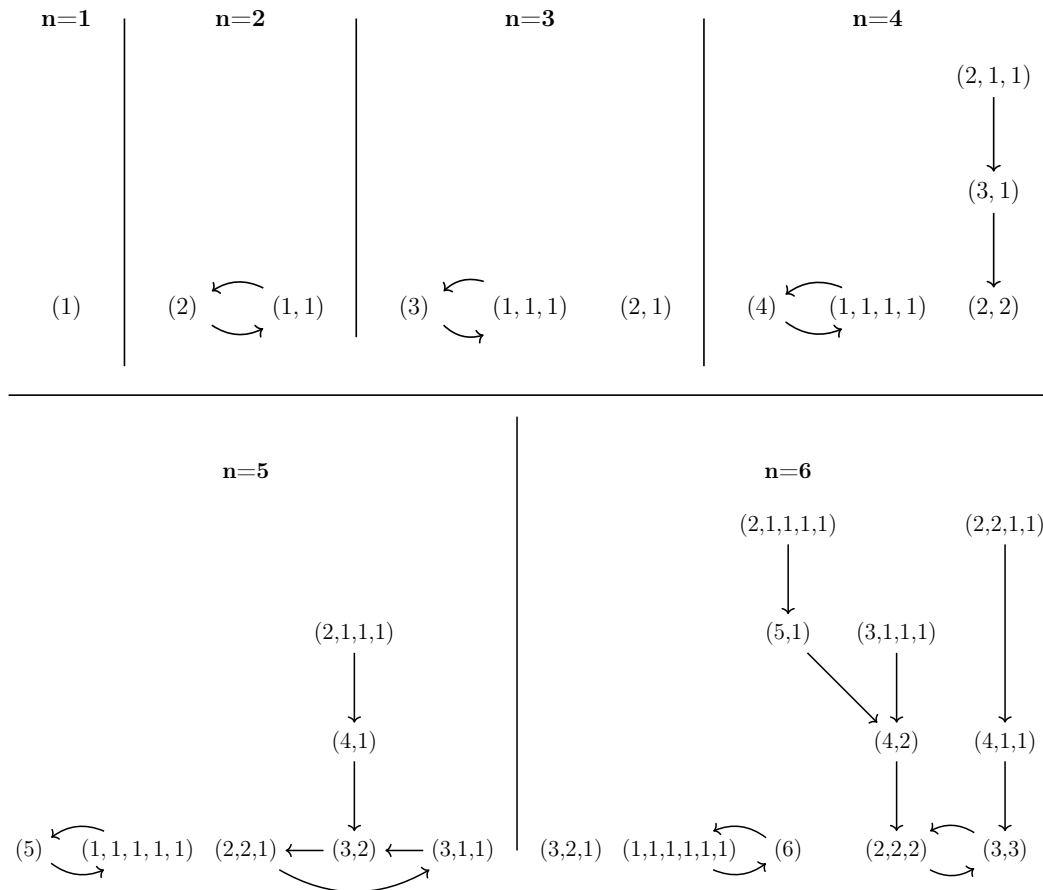 n=1 n=2 n=3 n=4
(2, 1, 1)
(3, 1)
(1) (2) (1, 1) (3) (1, 1, 1) (2, 1) (4) (1, 1, 1, 1) (2, 2)
n=5 n=6
(2,1,1,1,1) (2,2,1,1)
(2,1,1,1) (5,1) (3,1,1,1)
(4,1) (4,2) (4,1,1)
(5) (1, 1, 1, 1, 1) (2,2,1) (3,2) (3,1,1) (3,2,1) (1,1,1,1,1,1) (6) (2,2,2) (3,3)